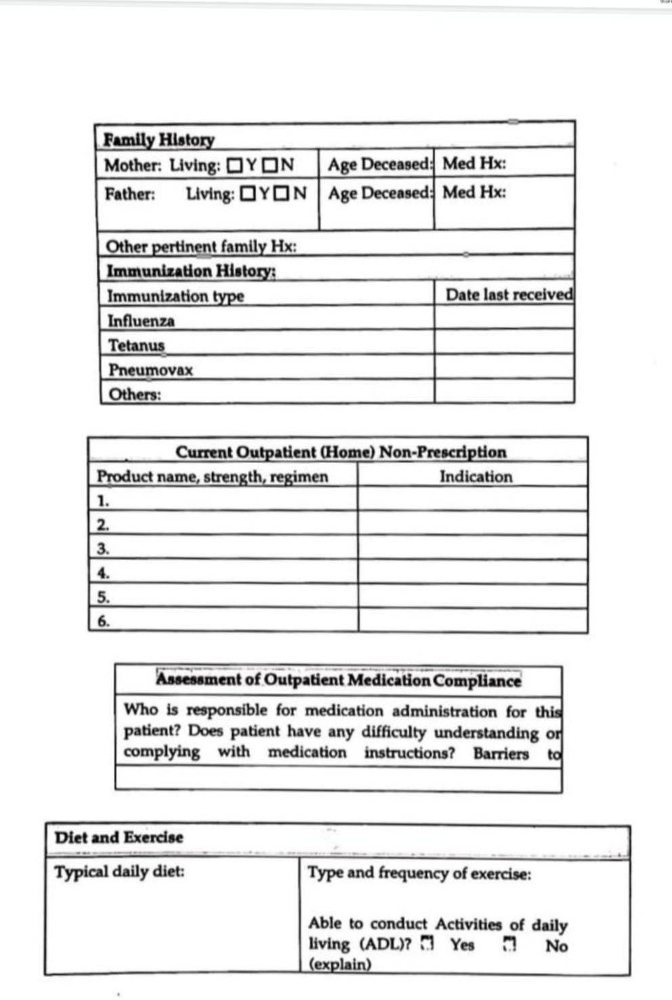 Family History
Mother: Living: ☐ Y ☐ N Age Deceased: Med Hx:
Father: Living: ☐ Y ☐ N Age Deceased: Med Hx:
Other pertinent family Hx:
Immunization History:
Immunization type Date last received
Influenza
Tetanus
Pneumovax
Others:
Current Outpatient (Home) Non-Prescription
Product name, strength, regimen Indication
1.
2.
3.
4.
5.
6.
Assessment of Outpatient Medication Compliance
Who is responsible for medication administration for this
patient? Does patient have any difficulty understanding or
complying with medication instructions? Barriers to
Diet and Exercise
Typical daily diet:
Type and frequency of exercise:
Able to conduct Activities of daily
living (ADL)? ☐ Yes ☐ No
(explain)